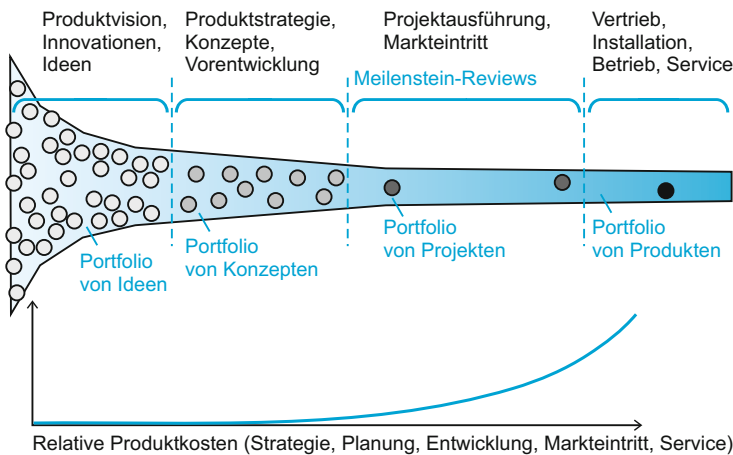 Produktvision,
Innovationen,
Ideen
Produktstrategie,
Konzepte,
Vorentwicklung
Projektausführung,
Markteintritt
Vertrieb,
Installation,
Betrieb, Service
Meilenstein-Reviews
Portfolio
von Ideen
Portfolio
von Konzepten
Portfolio
von Projekten
Portfolio
von Produkten
Relative Produktkosten (Strategie, Planung, Entwicklung, Markteintritt, Service)